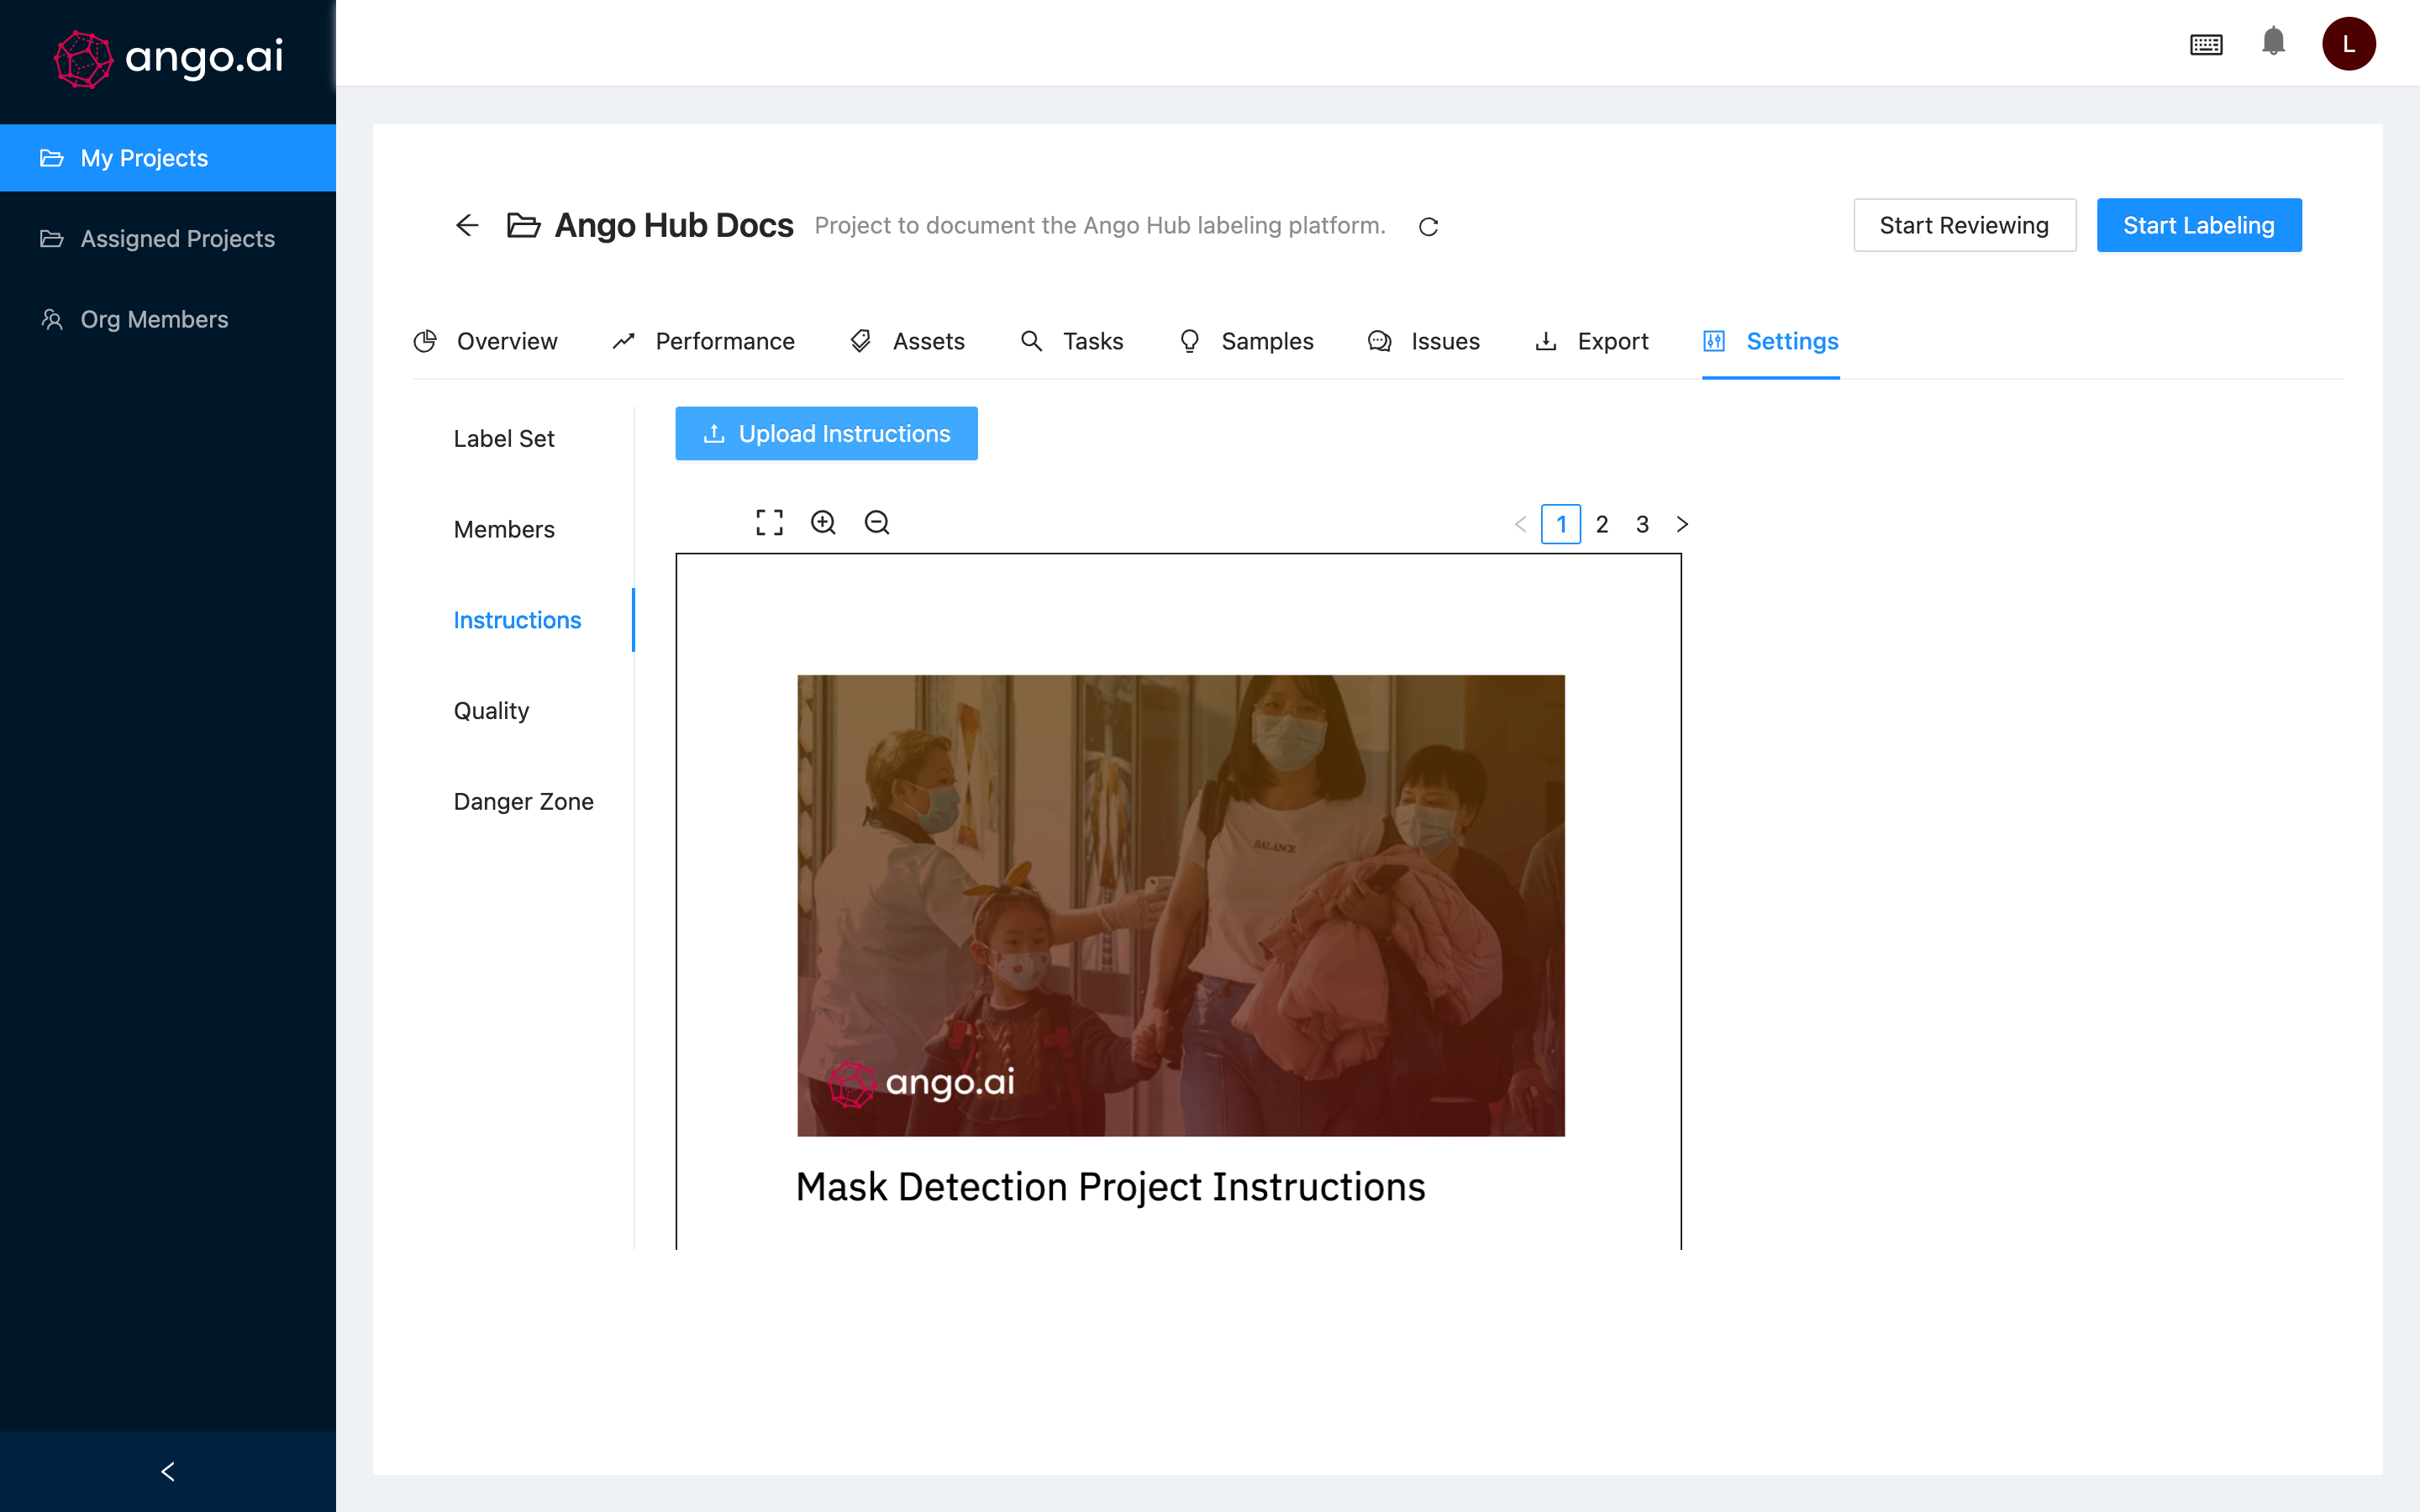 ango.ai
L
My Projects
Assigned Projects
Org Members
Ango Hub Docs Project to document the Ango Hub labeling platform.
Start Reviewing Start Labeling
Overview Performance Assets Tasks Samples Issues Export Settings
Label Set
Members
Instructions
Quality
Danger Zone
Upload Instructions
1 2 3
BALANCE
ango.ai
Mask Detection Project Instructions